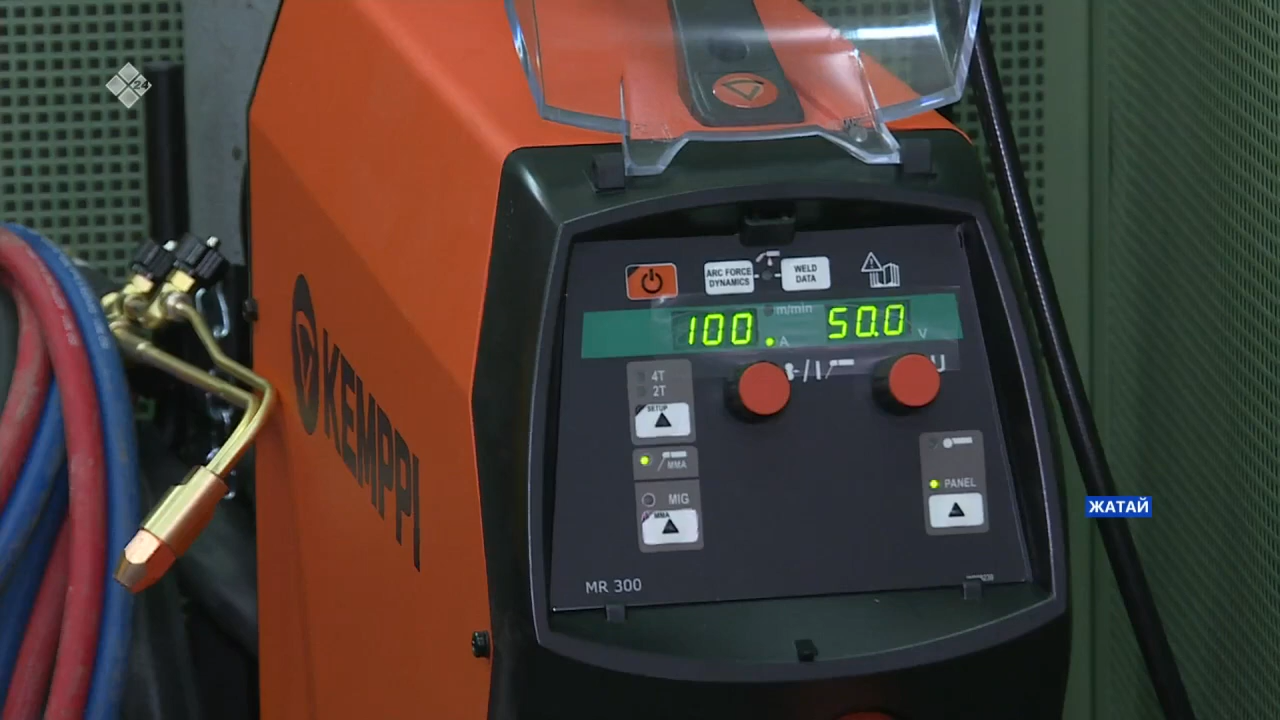 24
KEMPPI
ARC FORCE
DYNAMICS
WELD
DATA
m/min
100.
A
50.0
V
U
4T
2T
SETUP
MMA
MIG
MMA
PANEL
MR 300
ЖАТАЙ